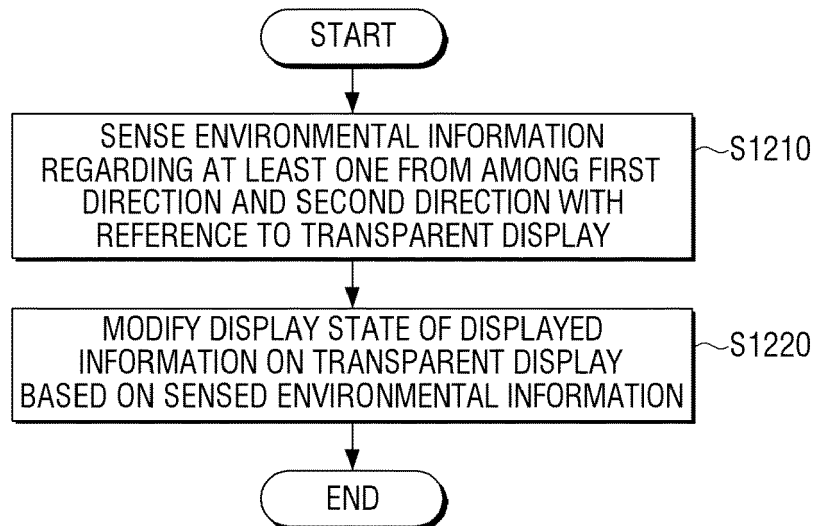 START
SENSE ENVIRONMENTAL INFORMATION
REGARDING AT LEAST ONE FROM AMONG FIRST
DIRECTION AND SECOND DIRECTION WITH
REFERENCE TO TRANSPARENT DISPLAY
S1210
MODIFY DISPLAY STATE OF DISPLAYED
INFORMATION ON TRANSPARENT DISPLAY
BASED ON SENSED ENVIRONMENTAL INFORMATION
S1220
END